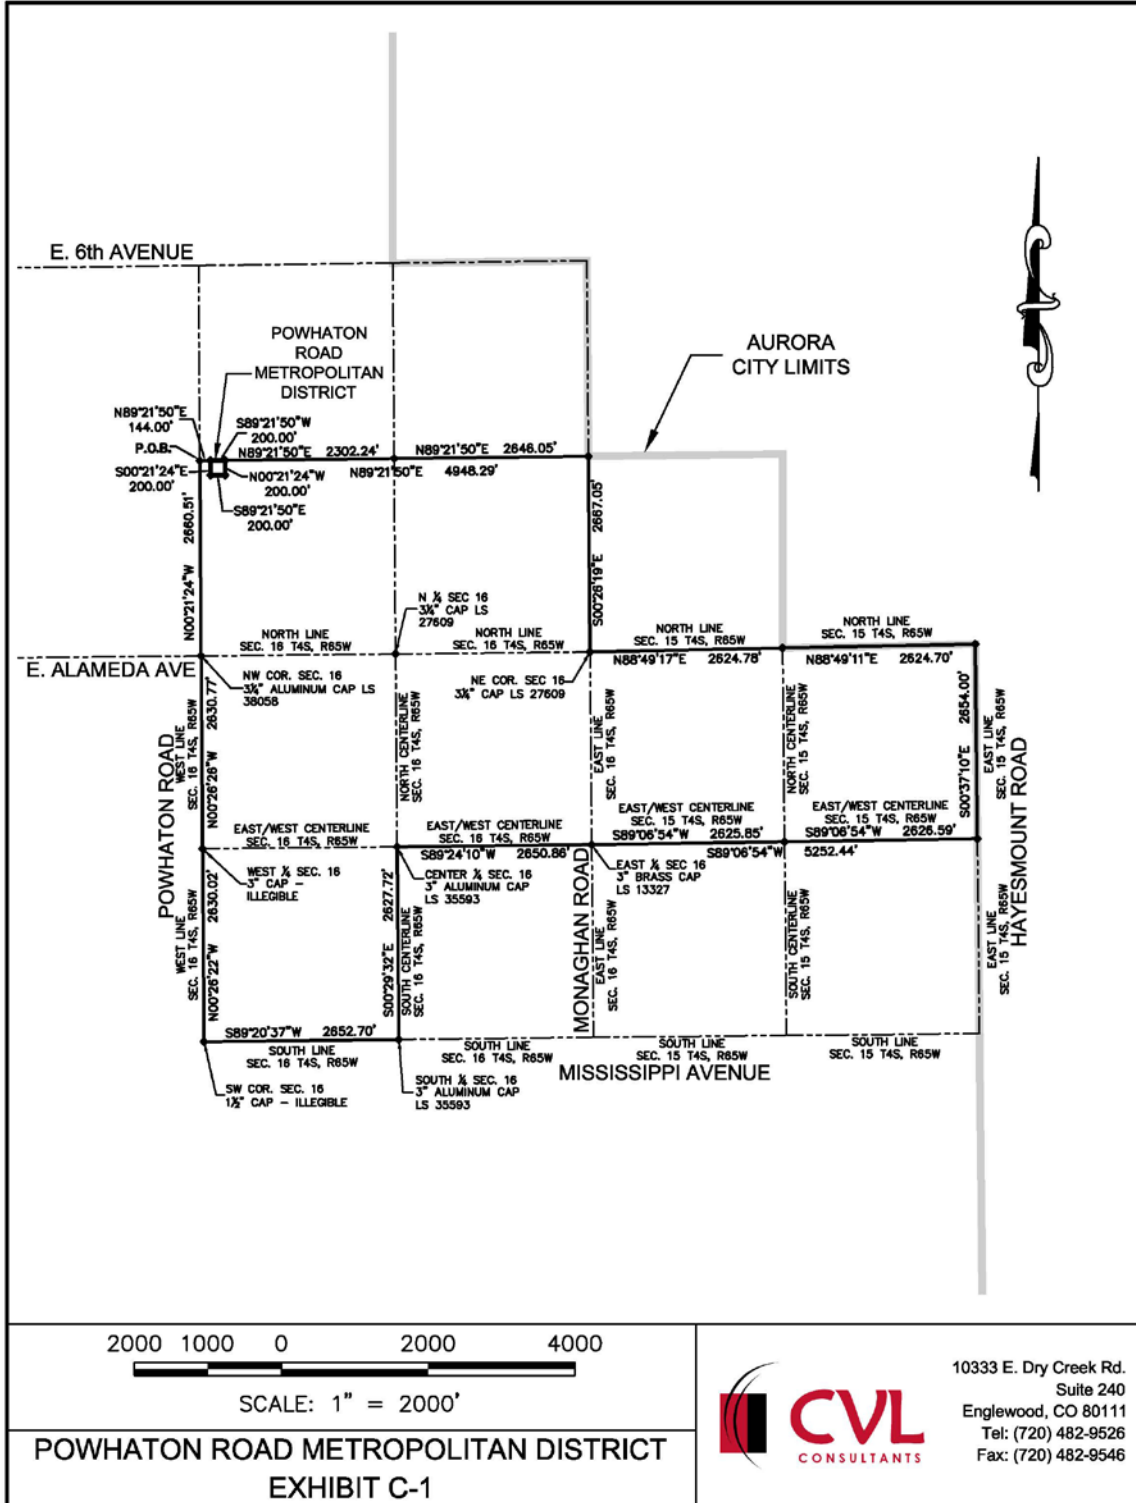 E. 6th AVENUE
POWHATON
ROAD
METROPOLITAN
DISTRICT
AURORA
CITY LIMITS
N89°21'50"E
144.00'
S89°21'50"W
200.00'
P.O.B.
N89°21'50"E 2302.24'
N89°21'50"E 2646.05'
S00°21'24"E
200.00'
N00°21'24"W
200.00'
N89°21'50"E 4948.29'
S89°21'50"E
200.00'
N00°21'24"W 2660.51'
S00°26'19"E 2667.05'
N ¼ SEC 16
3¼" CAP LS
27609
NORTH LINE
SEC. 16 T4S, R65W
NORTH LINE
SEC. 16 T4S, R65W
NORTH LINE
SEC. 15 T4S, R65W
NORTH LINE
SEC. 15 T4S, R65W
E. ALAMEDA AVE
NW COR. SEC. 16
3¼" ALUMINUM CAP LS
38058
NE COR. SEC 16
3¼" CAP LS 27609
N88°49'17"E 2624.78'
N88°49'11"E 2624.70'
POWHATON ROAD
WEST LINE
SEC. 16 T4S, R65W
N00°26'26"W 2630.77'
NORTH CENTERLINE
SEC. 16 T4S, R65W
EAST LINE
SEC. 16 T4S, R65W
NORTH CENTERLINE
SEC. 15 T4S, R65W
S00°37'10"E 2654.00'
EAST LINE
SEC. 15 T4S, R65W
HAYESMOUNT ROAD
EAST/WEST CENTERLINE
SEC. 16 T4S, R65W
EAST/WEST CENTERLINE
SEC. 16 T4S, R65W
EAST/WEST CENTERLINE
SEC. 15 T4S, R65W
EAST/WEST CENTERLINE
SEC. 15 T4S, R65W
S89°24'10"W 2650.86'
S89°06'54"W 2625.85'
S89°06'54"W 2626.59'
S89°06'54"W 5252.44'
WEST ¼ SEC. 16
3" CAP –
ILLEGIBLE
CENTER ¼ SEC. 16
3" ALUMINUM CAP
LS 35593
EAST ¼ SEC 16
3" BRASS CAP
LS 13327
WEST LINE
SEC. 16 T4S, R65W
N00°26'22"W 2630.02'
S00°29'32"E 2627.72'
SOUTH CENTERLINE
SEC. 16 T4S, R65W
MONAGHAN ROAD
EAST LINE
SEC. 16 T4S, R65W
SOUTH CENTERLINE
SEC. 15 T4S, R65W
EAST LINE
SEC. 15 T4S, R65W
S89°20'37"W 2652.70'
SOUTH LINE
SEC. 16 T4S, R65W
SOUTH LINE
SEC. 16 T4S, R65W
SOUTH LINE
SEC. 15 T4S, R65W
SOUTH LINE
SEC. 15 T4S, R65W
MISSISSIPPI AVENUE
SW COR. SEC. 16
1½" CAP – ILLEGIBLE
SOUTH ¼ SEC. 16
3" ALUMINUM CAP
LS 35593
2000 1000 0 2000 4000
SCALE: 1" = 2000'
POWHATON ROAD METROPOLITAN DISTRICT
EXHIBIT C-1
CVL
CONSULTANTS
10333 E. Dry Creek Rd.
Suite 240
Englewood, CO 80111
Tel: (720) 482-9526
Fax: (720) 482-9546